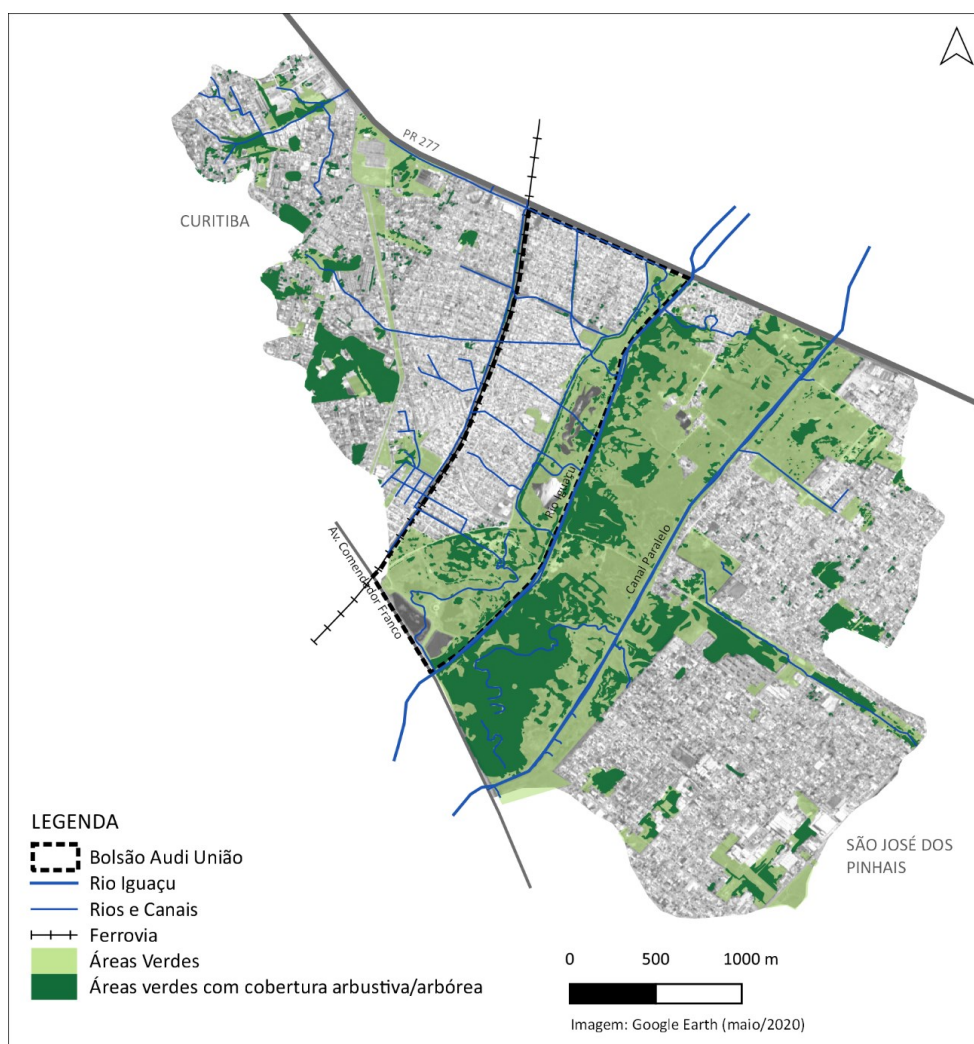 PR 277
CURITIBA
Rio Iguaçu
Canal Paralelo
Av. Comendador Franco
SÃO JOSÉ DOS
PINHAIS
LEGENDA
Bolsão Audi União
Rio Iguaçu
Rios e Canais
Ferrovia
Áreas Verdes
Áreas verdes com cobertura arbustiva/arbórea
0 500 1000 m
Imagem: Google Earth (maio/2020)